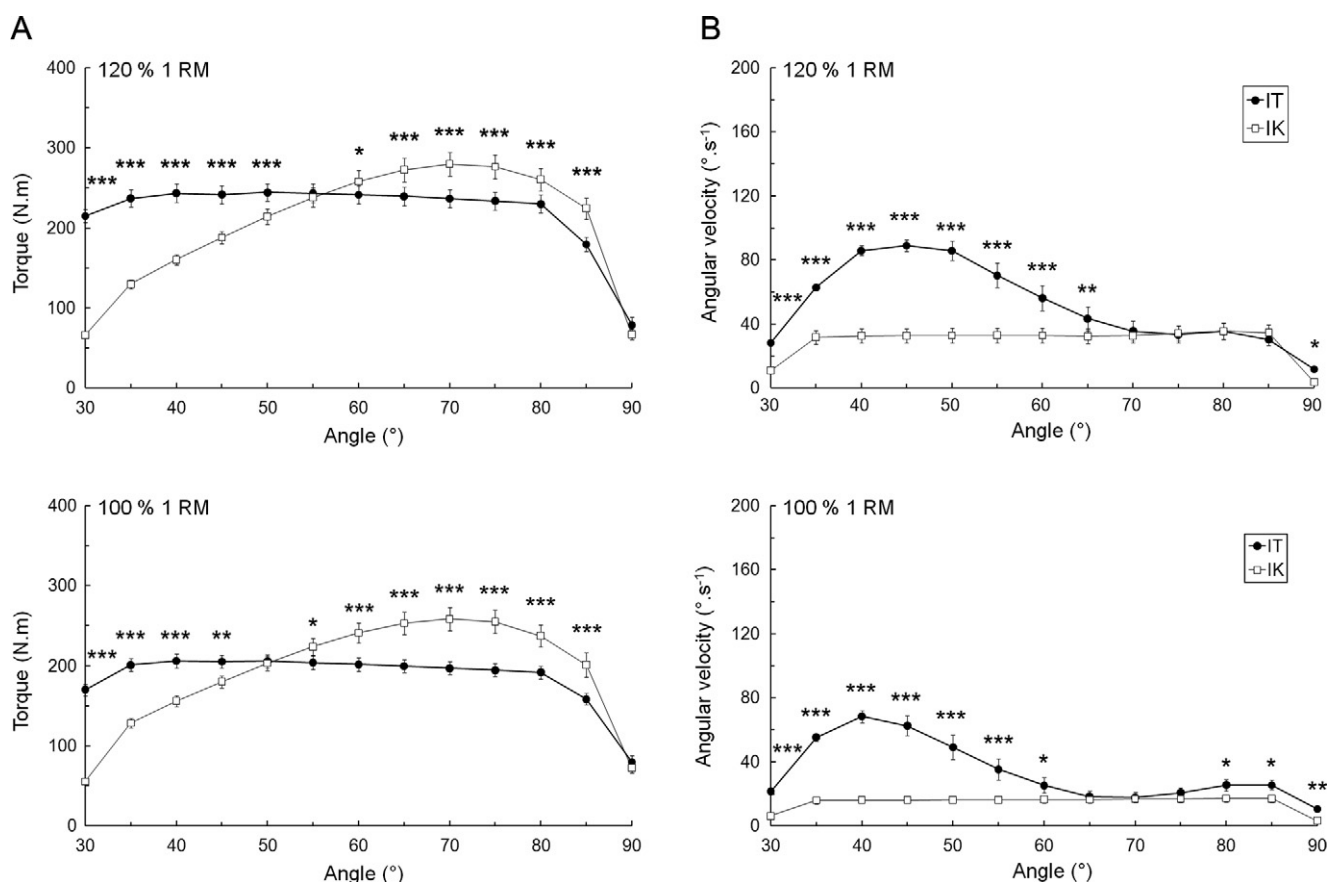 A
120 % 1 RM
400
300
200
100
0
Torque (N.m)
*** *** *** *** *** * *** *** *** *** ***
30 40 50 60 70 80 90
Angle (°)
B
120 % 1 RM
200
160
120
80
40
0
Angular velocity (°.s⁻¹)
IT
IK
*** *** *** *** *** *** *** ** *
30 40 50 60 70 80 90
Angle (°)
100 % 1 RM
400
300
200
100
0
Torque (N.m)
*** *** *** ** * *** *** *** *** *** ***
30 40 50 60 70 80 90
Angle (°)
100 % 1 RM
200
160
120
80
40
0
Angular velocity (°.s⁻¹)
IT
IK
*** *** *** *** *** *** * * * **
30 40 50 60 70 80 90
Angle (°)